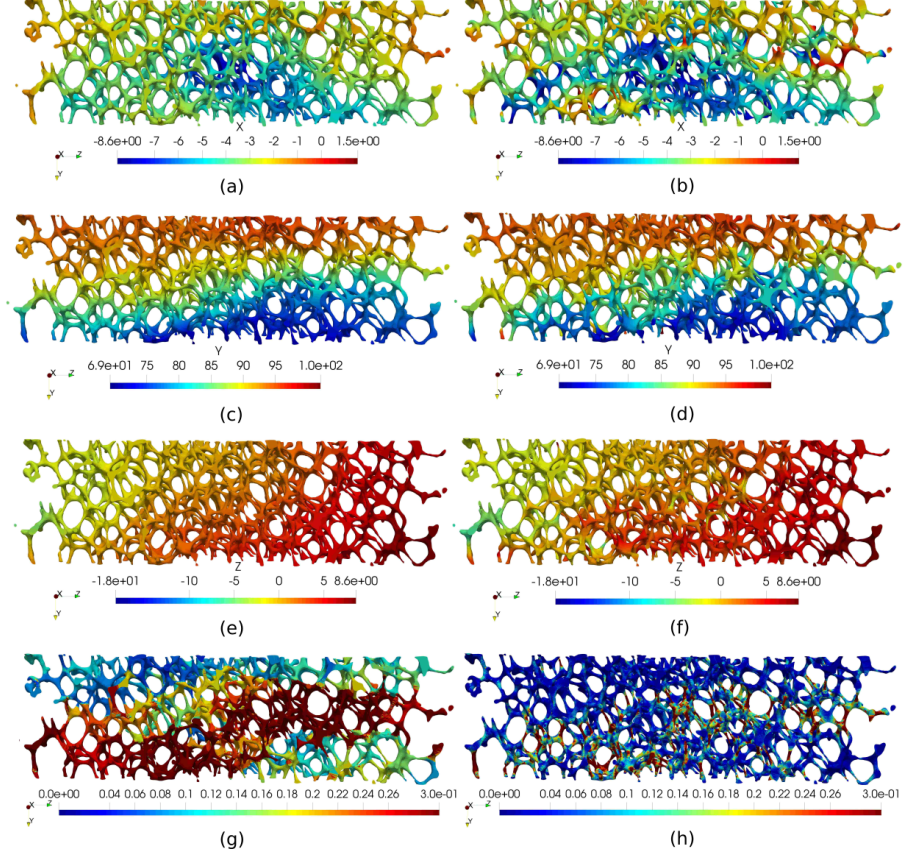 X
-8.6e+00 -7 -6 -5 -4 -3 -2 -1 0 1.5e+00
X Z
Y
(a)
X
-8.6e+00 -7 -6 -5 -4 -3 -2 -1 0 1.5e+00
X Z
Y
(b)
Y
6.9e+01 75 80 85 90 95 1.0e+02
X Z
Y
(c)
Y
6.9e+01 75 80 85 90 95 1.0e+02
X Z
Y
(d)
Z
-1.8e+01 -10 -5 0 5 8.6e+00
X Z
Y
(e)
Z
-1.8e+01 -10 -5 0 5 8.6e+00
X Z
Y
(f)
0.0e+00 0.04 0.06 0.08 0.1 0.12 0.14 0.16 0.18 0.2 0.22 0.26 3.0e-01
X Z
Y
(g)
0.0e+00 0.04 0.06 0.08 0.1 0.12 0.14 0.16 0.18 0.2 0.22 0.24 0.26 3.0e-01
X Z
Y
(h)